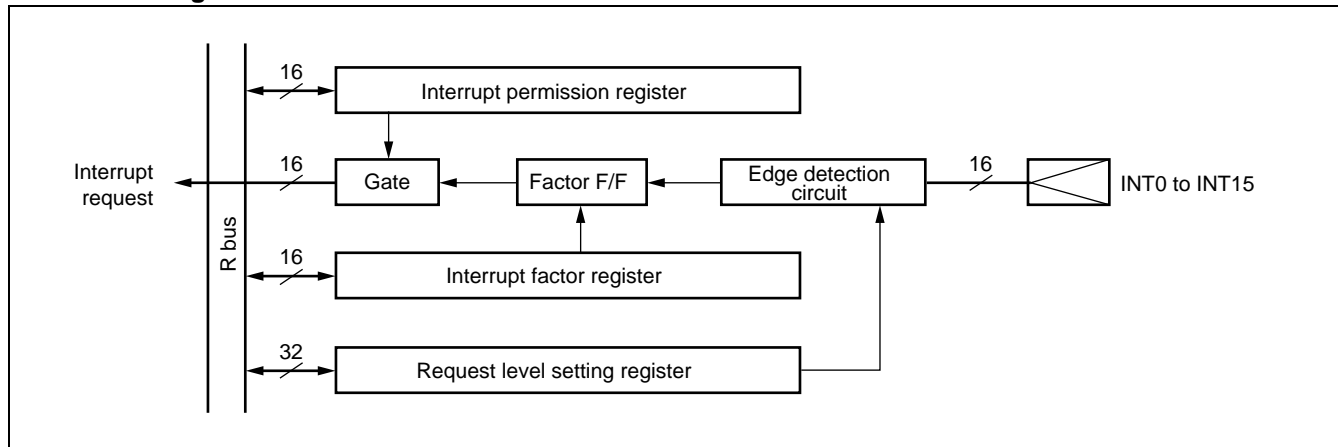 16
Interrupt permission register
Interrupt
request
16
Gate
Factor F/F
Edge detection
circuit
16
INT0 to INT15
R bus
16
Interrupt factor register
32
Request level setting register